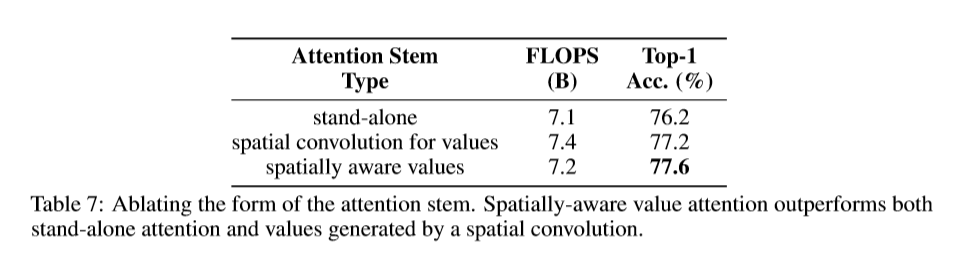 Attention Stem FLOPS Top-1
Type (B) Acc. (%)
stand-alone 7.1 76.2
spatial convolution for values 7.4 77.2
spatially aware values 7.2 77.6
Table 7: Ablating the form of the attention stem. Spatially-aware value attention outperforms both
stand-alone attention and values generated by a spatial convolution.